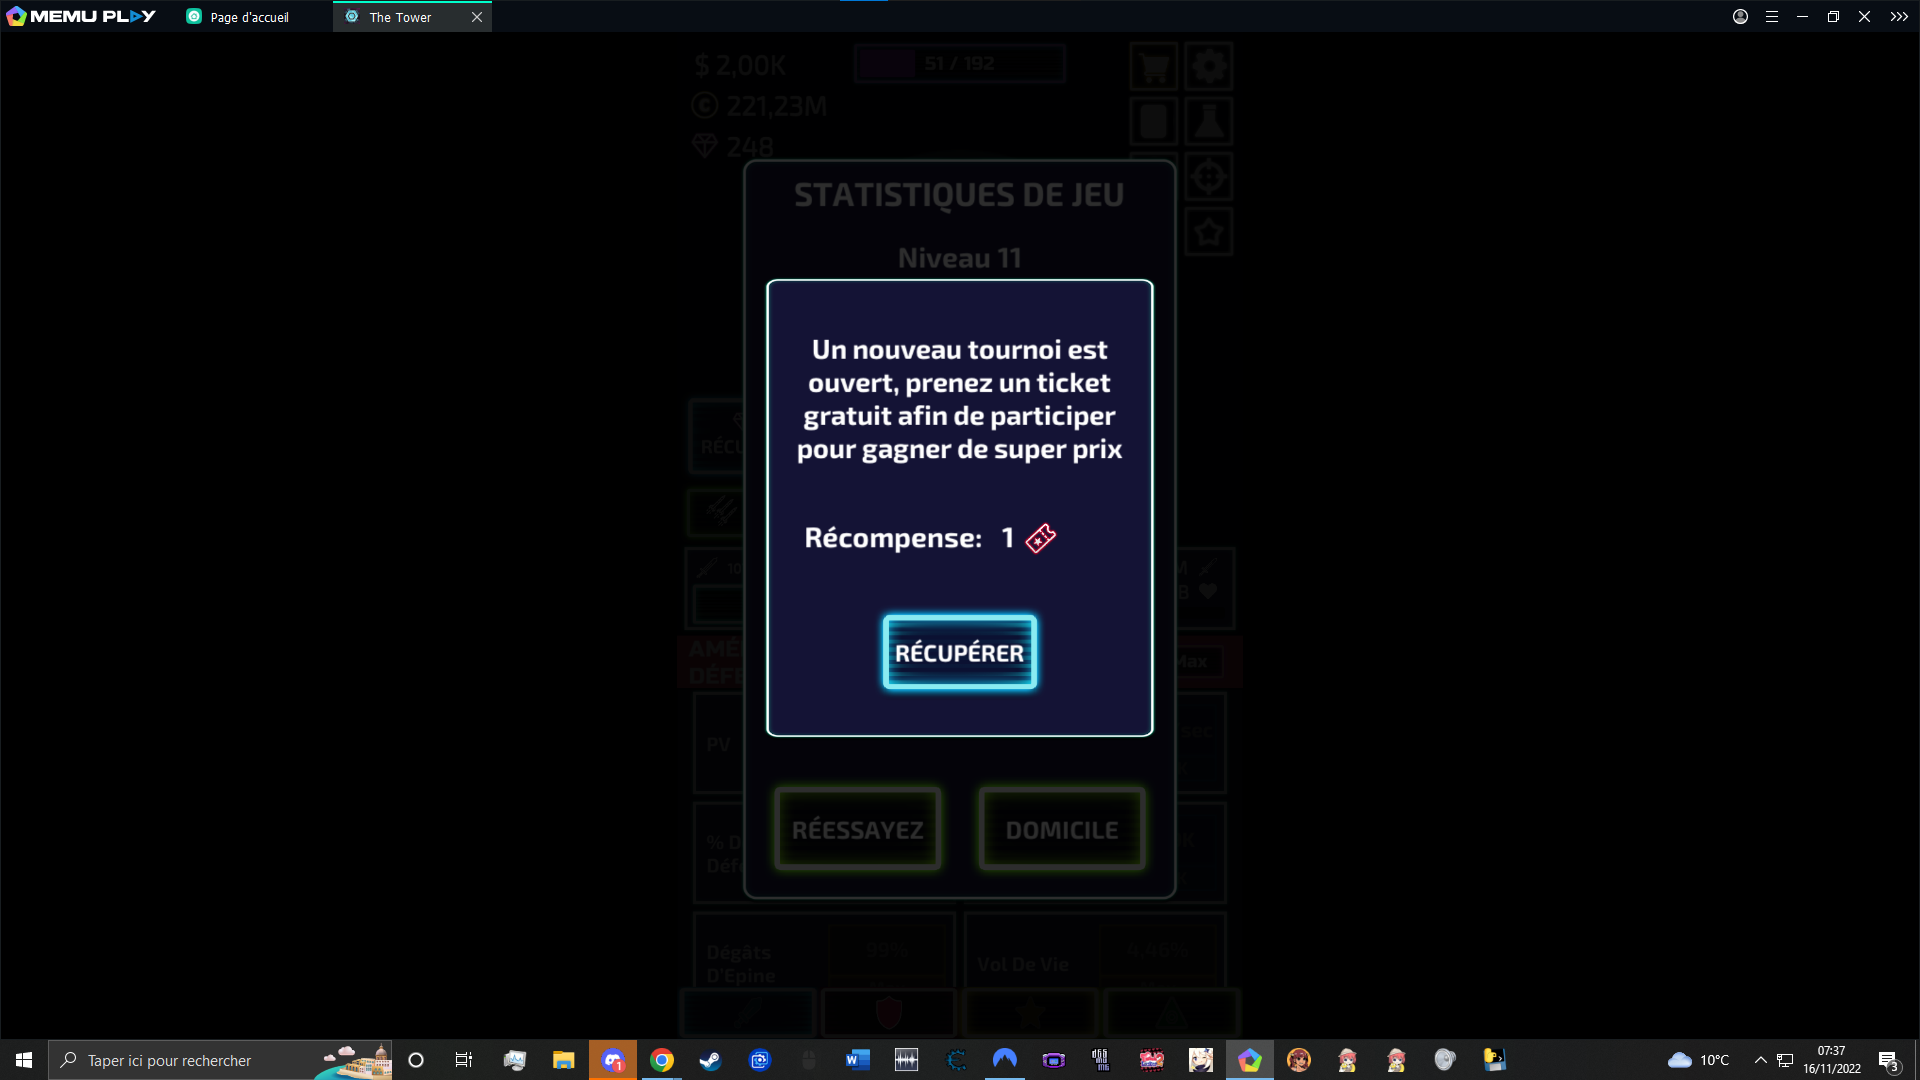 MEMU PLAY
Page d'accueil
The Tower
$ 2,00K
51 / 192
221,23M
248
STATISTIQUES DE JEU
Niveau 11
Un nouveau tournoi est
ouvert, prenez un ticket
gratuit afin de participer
pour gagner de super prix
Récompense: 1
RÉCUPÉRER
Max
PV
RÉESSAYEZ
DOMICILE
Dégâts
D'Epine
99%
Vol De Vie
4.46%
Taper ici pour rechercher
10°C
07:37
16/11/2022
3